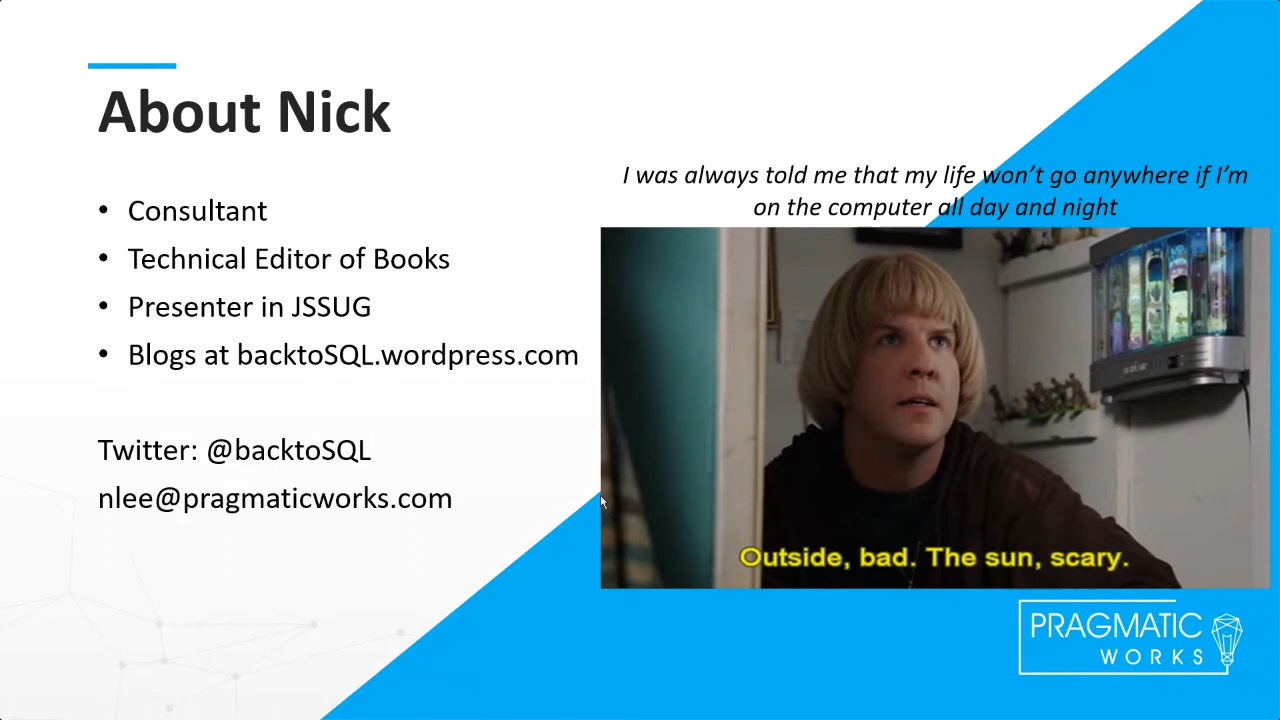 About Nick
• Consultant
• Technical Editor of Books
• Presenter in JSSUG
• Blogs at backtoSQL.wordpress.com
Twitter: @backtoSQL
nlee@pragmaticworks.com
I was always told me that my life won’t go anywhere if I’m
on the computer all day and night
Outside, bad. The sun, scary.
PRAGMATIC
WORKS